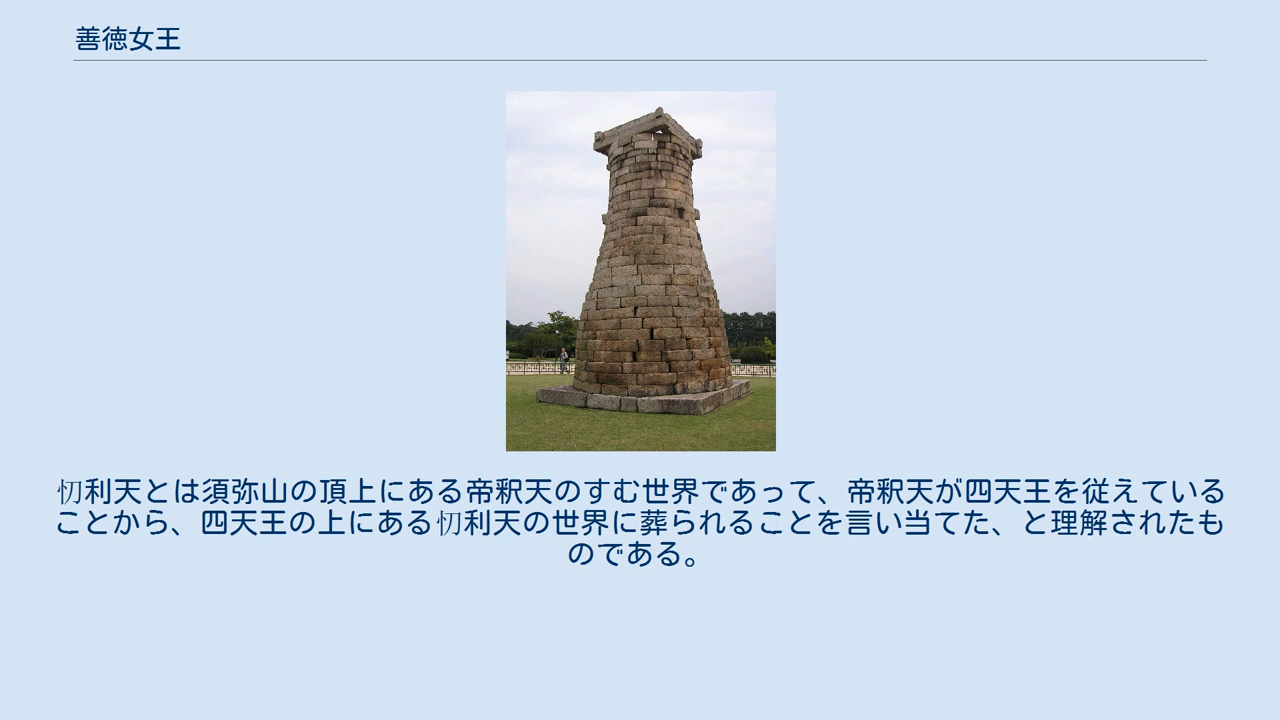 善徳女王
忉利天とは須弥山の頂上にある帝釈天のすむ世界であって、帝釈天が四天王を従えている
ことから、四天王の上にある忉利天の世界に葬られることを言い当てた、と理解されたも
のである。